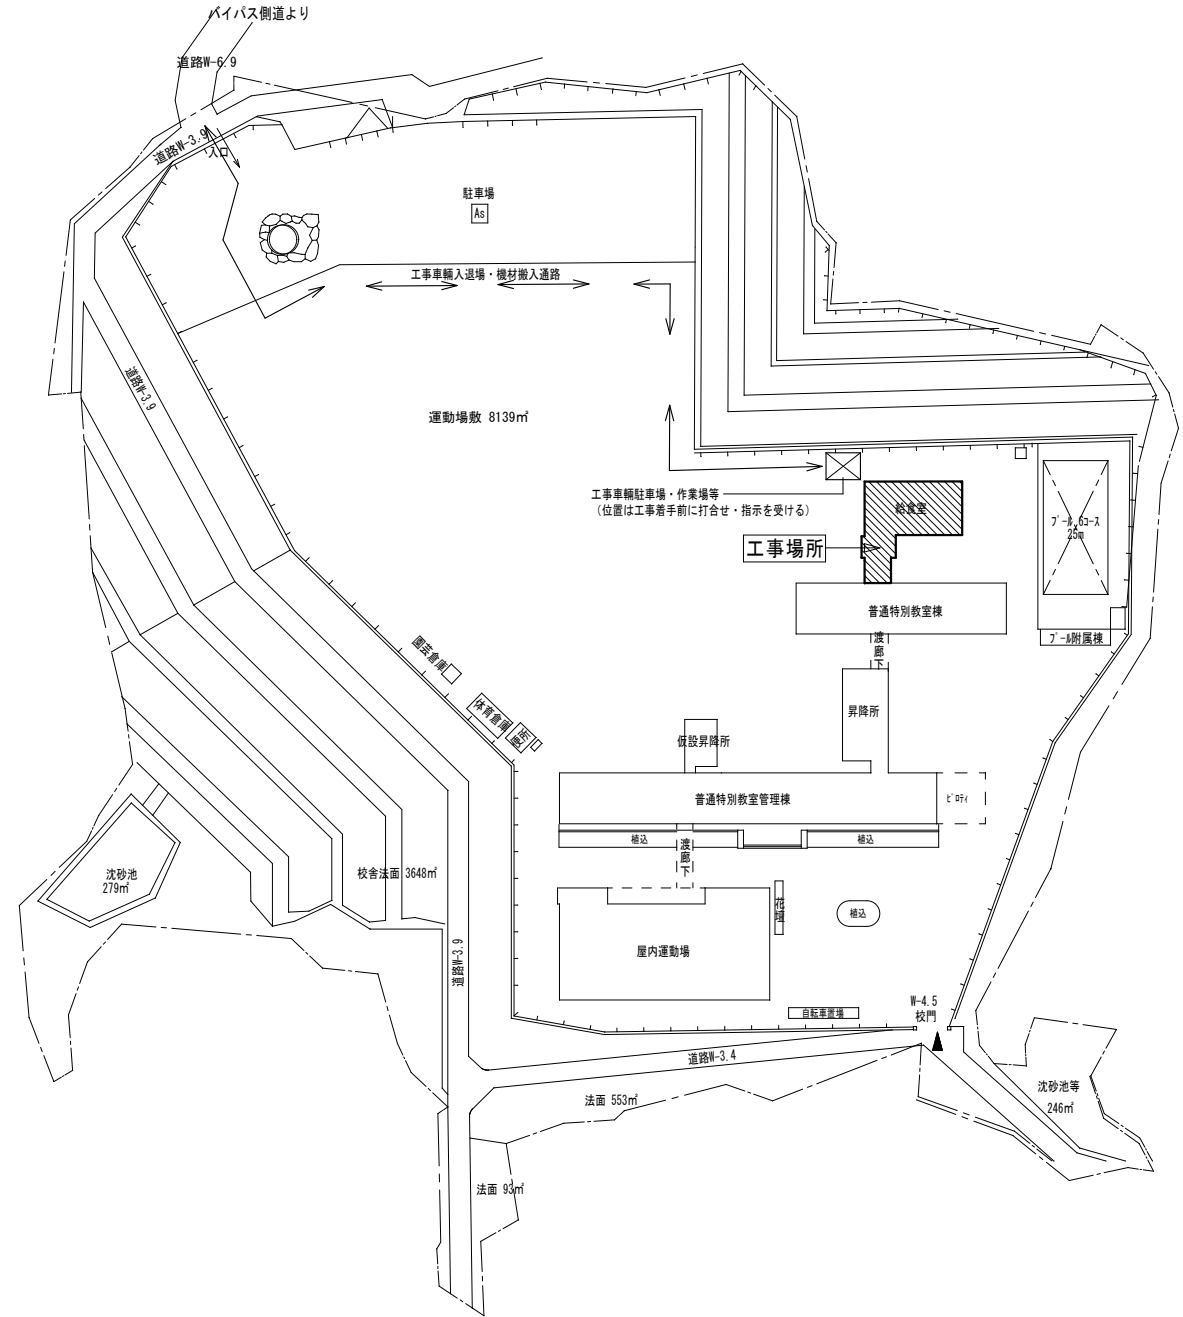 バイパス側道より
道路W-6.9
道路W-3.9
入口
駐車場
As
工事車輛入退場・機材搬入通路
道路W-3.9
運動場敷 8139㎡
工事車輛駐車場・作業場等
（位置は工事着手前に打合せ・指示を受ける）
給食室
工事場所
プール 6コース
25m
普通特別教室棟
プール附属棟
渡廊下
園芸倉庫
体育倉庫
便所
昇降所
仮設昇降所
普通特別教室管理棟
ピロティ
植込
植込
渡廊下
沈砂池
279㎡
校舎法面 3648㎡
花壇
植込
屋内運動場
道路W-3.9
W-4.5
校門
自転車置場
道路W-3.4
法面 553㎡
沈砂池等
246㎡
法面 93㎡